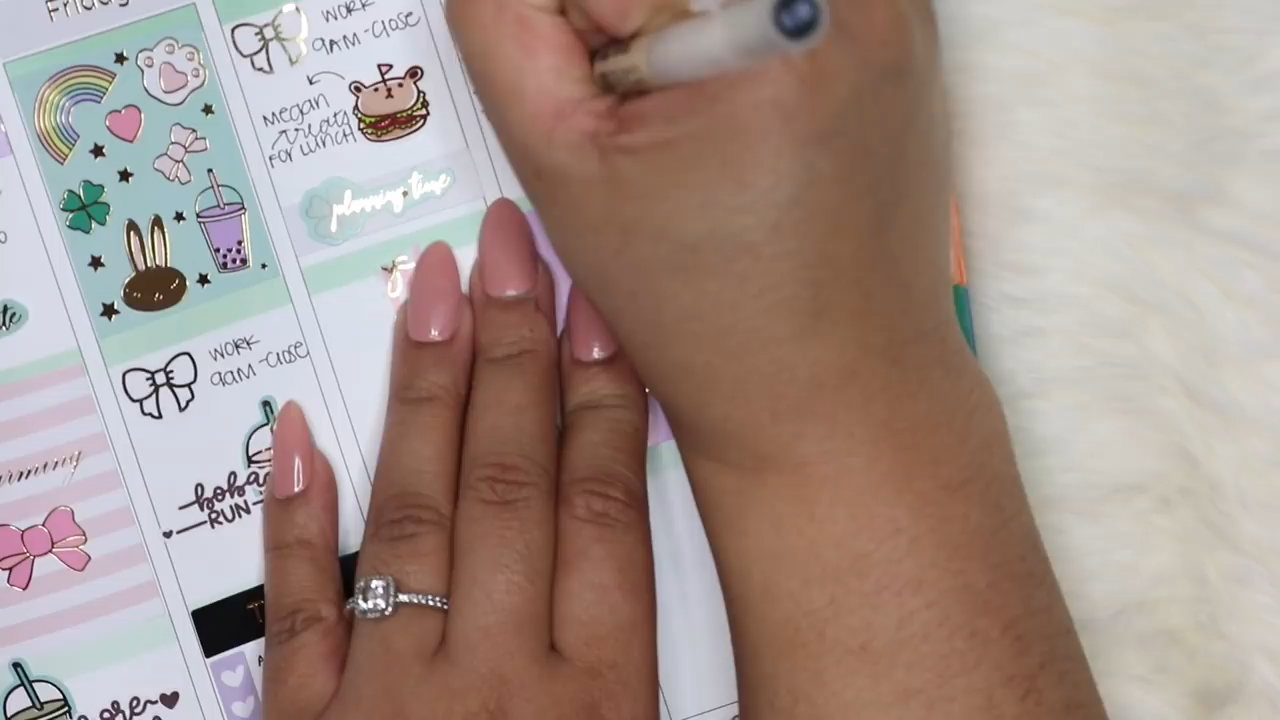 Friday
WORK
9AM-CLOSE
MEGAN
treats
FOR LUNCH
planning time
WORK
9AM-CLOSE
boba
RUN